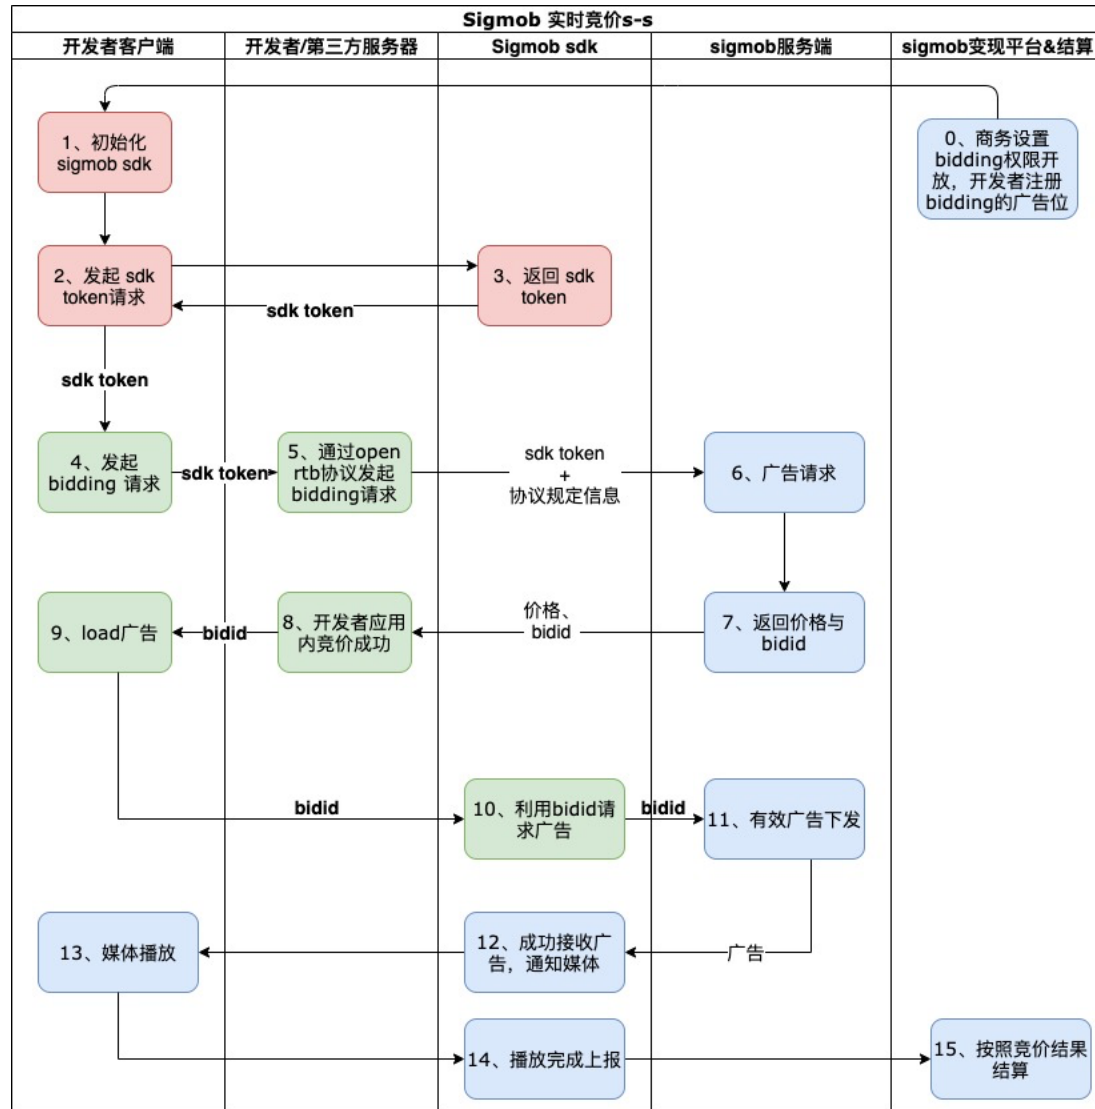 Sigmob 实时竞价s-s
开发者客户端
开发者/第三方服务器
Sigmob sdk
sigmob服务端
sigmob变现平台&结算
0、商务设置
bidding权限开
放，开发者注册
bidding的广告位
1、初始化
sigmob sdk
2、发起 sdk
token请求
3、返回 sdk
token
sdk token
sdk token
4、发起
bidding 请求
sdk token
5、通过open
rtb协议发起
bidding请求
sdk token
+
协议规定信息
6、广告请求
7、返回价格与
bidid
价格、
bidid
8、开发者应用
内竞价成功
bidid
9、load广告
bidid
10、利用bidid请
求广告
bidid
11、有效广告下发
广告
12、成功接收广
告，通知媒体
13、媒体播放
14、播放完成上报
15、按照竞价结果
结算